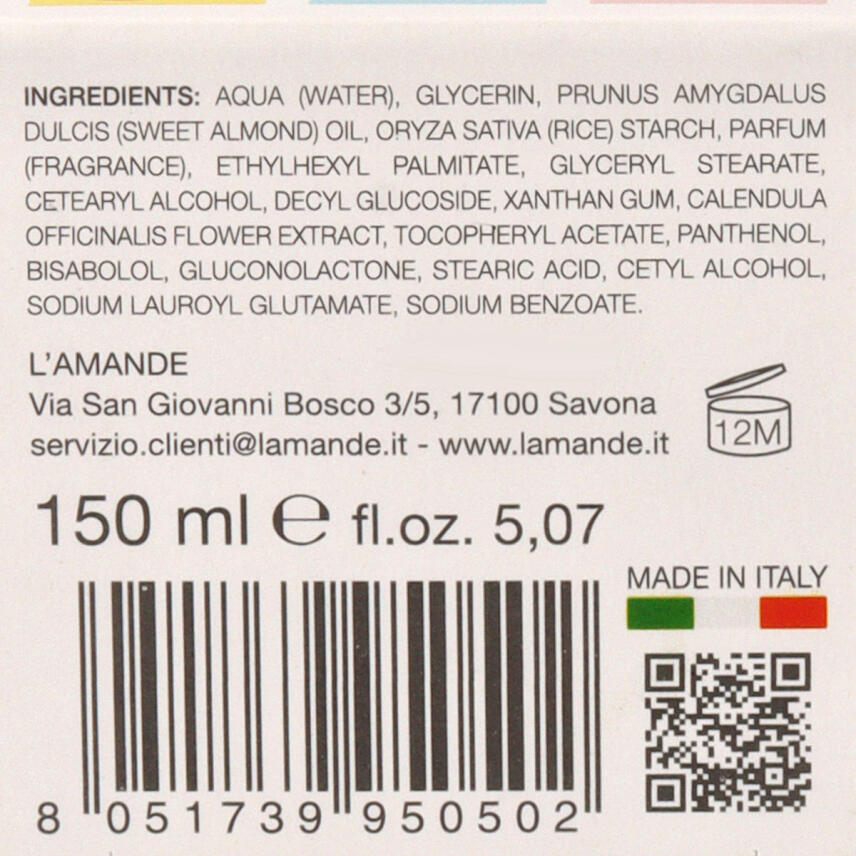 INGREDIENTS: AQUA (WATER), GLYCERIN, PRUNUS AMYGDALUS
DULCIS (SWEET ALMOND) OIL, ORYZA SATIVA (RICE) STARCH, PARFUM
(FRAGRANCE), ETHYLHEXYL PALMITATE, GLYCERYL STEARATE,
CETEARYL ALCOHOL, DECYL GLUCOSIDE, XANTHAN GUM, CALENDULA
OFFICINALIS FLOWER EXTRACT, TOCOPHERYL ACETATE, PANTHENOL,
BISABOLOL, GLUCONOLACTONE, STEARIC ACID, CETYL ALCOHOL,
SODIUM LAUROYL GLUTAMATE, SODIUM BENZOATE.
L'AMANDE
Via San Giovanni Bosco 3/5, 17100 Savona
servizio.clienti@lamande.it - www.lamande.it
12M
150 ml ℮ fl.oz. 5,07
MADE IN ITALY
8 051739 950502